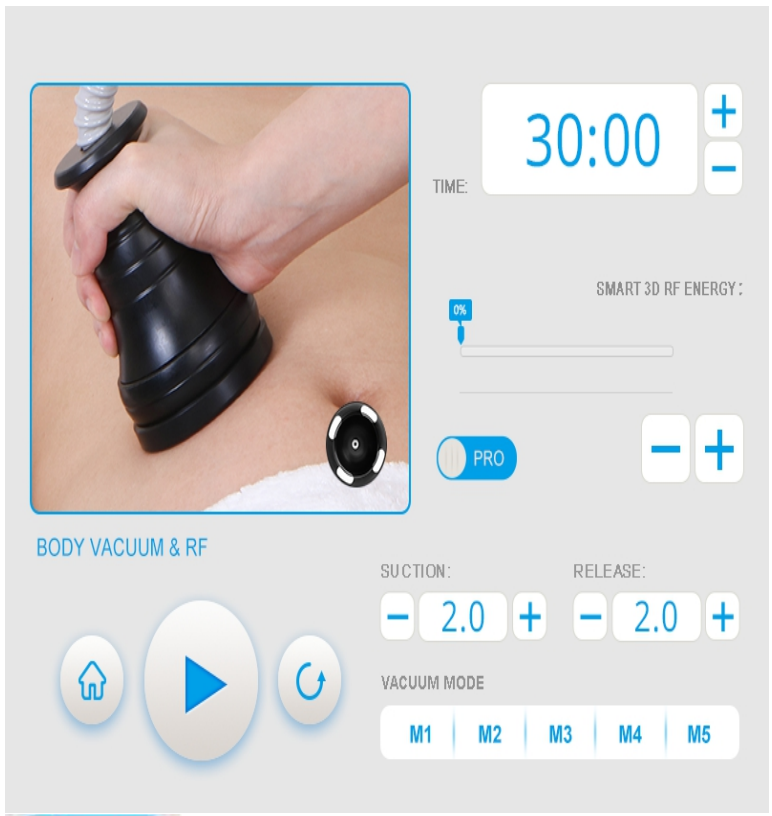 TIME:
30:00
+
−
SMART 3D RF ENERGY:
0%
PRO
− +
BODY VACUUM & RF
SUCTION:
− 2.0 +
RELEASE:
− 2.0 +
VACUUM MODE
M1 M2 M3 M4 M5